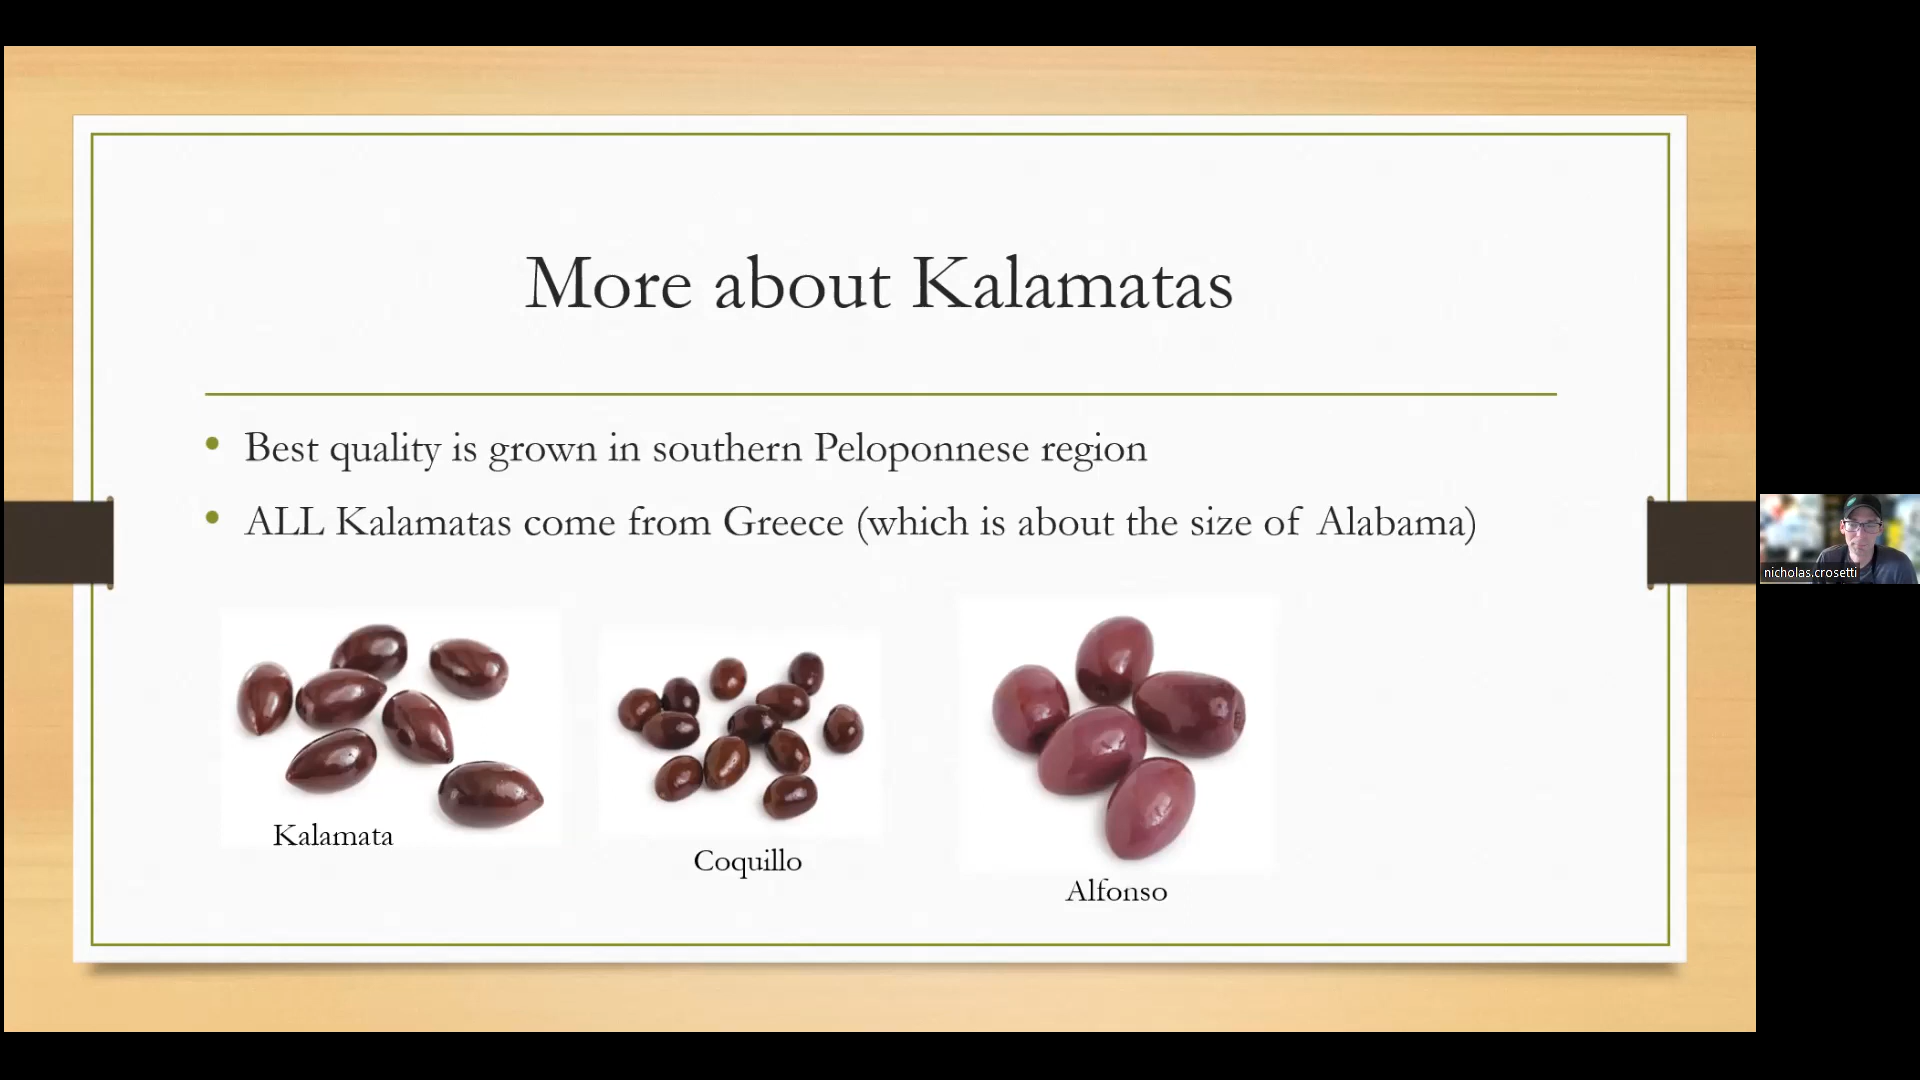 More about Kalamatas
• Best quality is grown in southern Peloponnese region
• ALL Kalamatas come from Greece (which is about the size of Alabama)
Kalamata
Coquillo
Alfonso
nicholas.crosetti